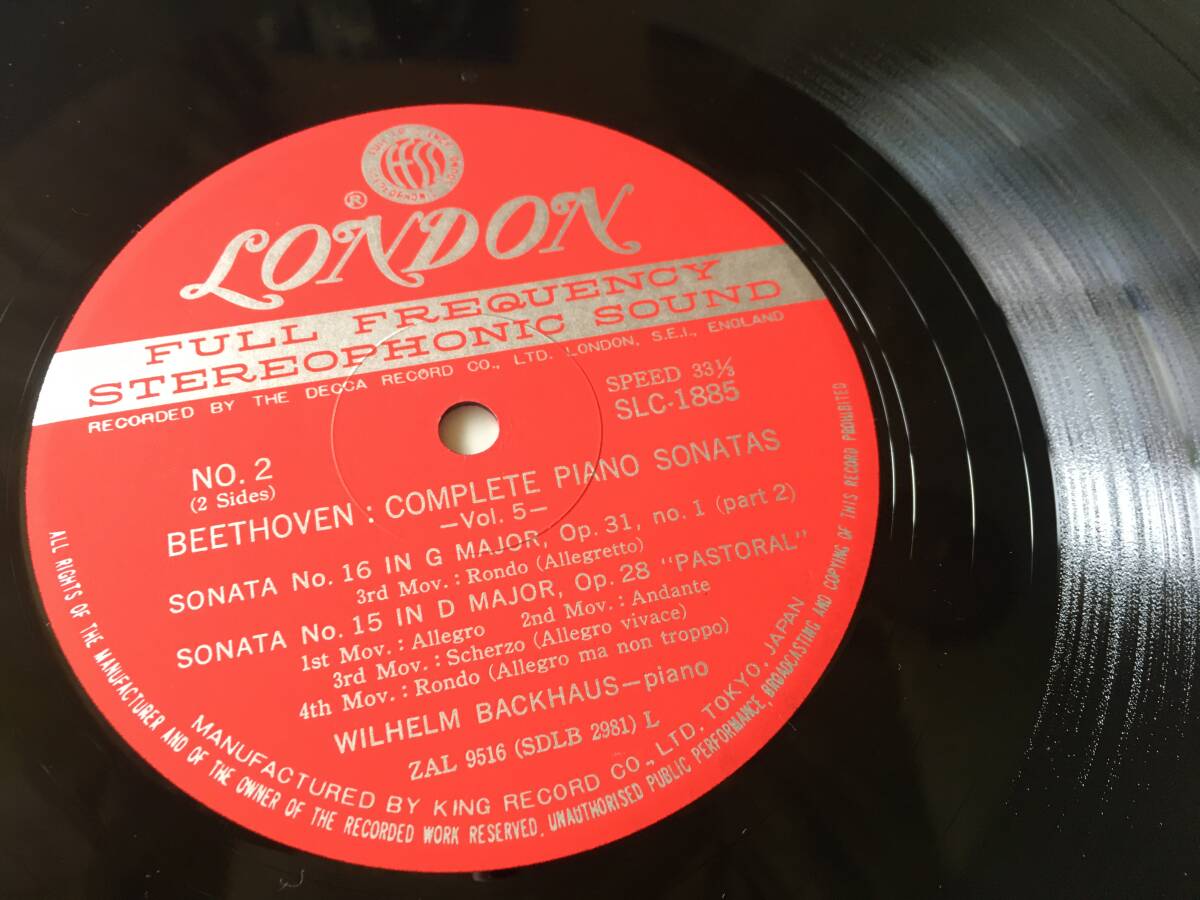 FESS
®
LONDON
FULL FREQUENCY
STEREOPHONIC SOUND
RECORDED BY THE DECCA RECORD CO., LTD. LONDON, S.E.I., ENGLAND
SPEED 33⅓
SLC-1885
NO. 2
(2 Sides)
BEETHOVEN : COMPLETE PIANO SONATAS
—Vol. 5—
SONATA No. 16 IN G MAJOR, Op. 31, no. 1 (part 2)
3rd Mov. : Rondo (Allegretto)
SONATA No. 15 IN D MAJOR, Op. 28 "PASTORAL"
1st Mov. : Allegro 2nd Mov. : Andante
3rd Mov. : Scherzo (Allegro vivace)
4th Mov. : Rondo (Allegro ma non troppo)
WILHELM BACKHAUS—piano
ZAL 9516 (SDLB 2981) L
MANUFACTURED BY KING RECORD CO., LTD, TOKYO, JAPAN
ALL RIGHTS OF THE MANUFACTURER AND OF THE OWNER OF THE RECORDED WORK RESERVED. UNAUTHORISED PUBLIC PERFORMANCE, BROADCASTING AND COPYING OF THIS RECORD PROHIBITED